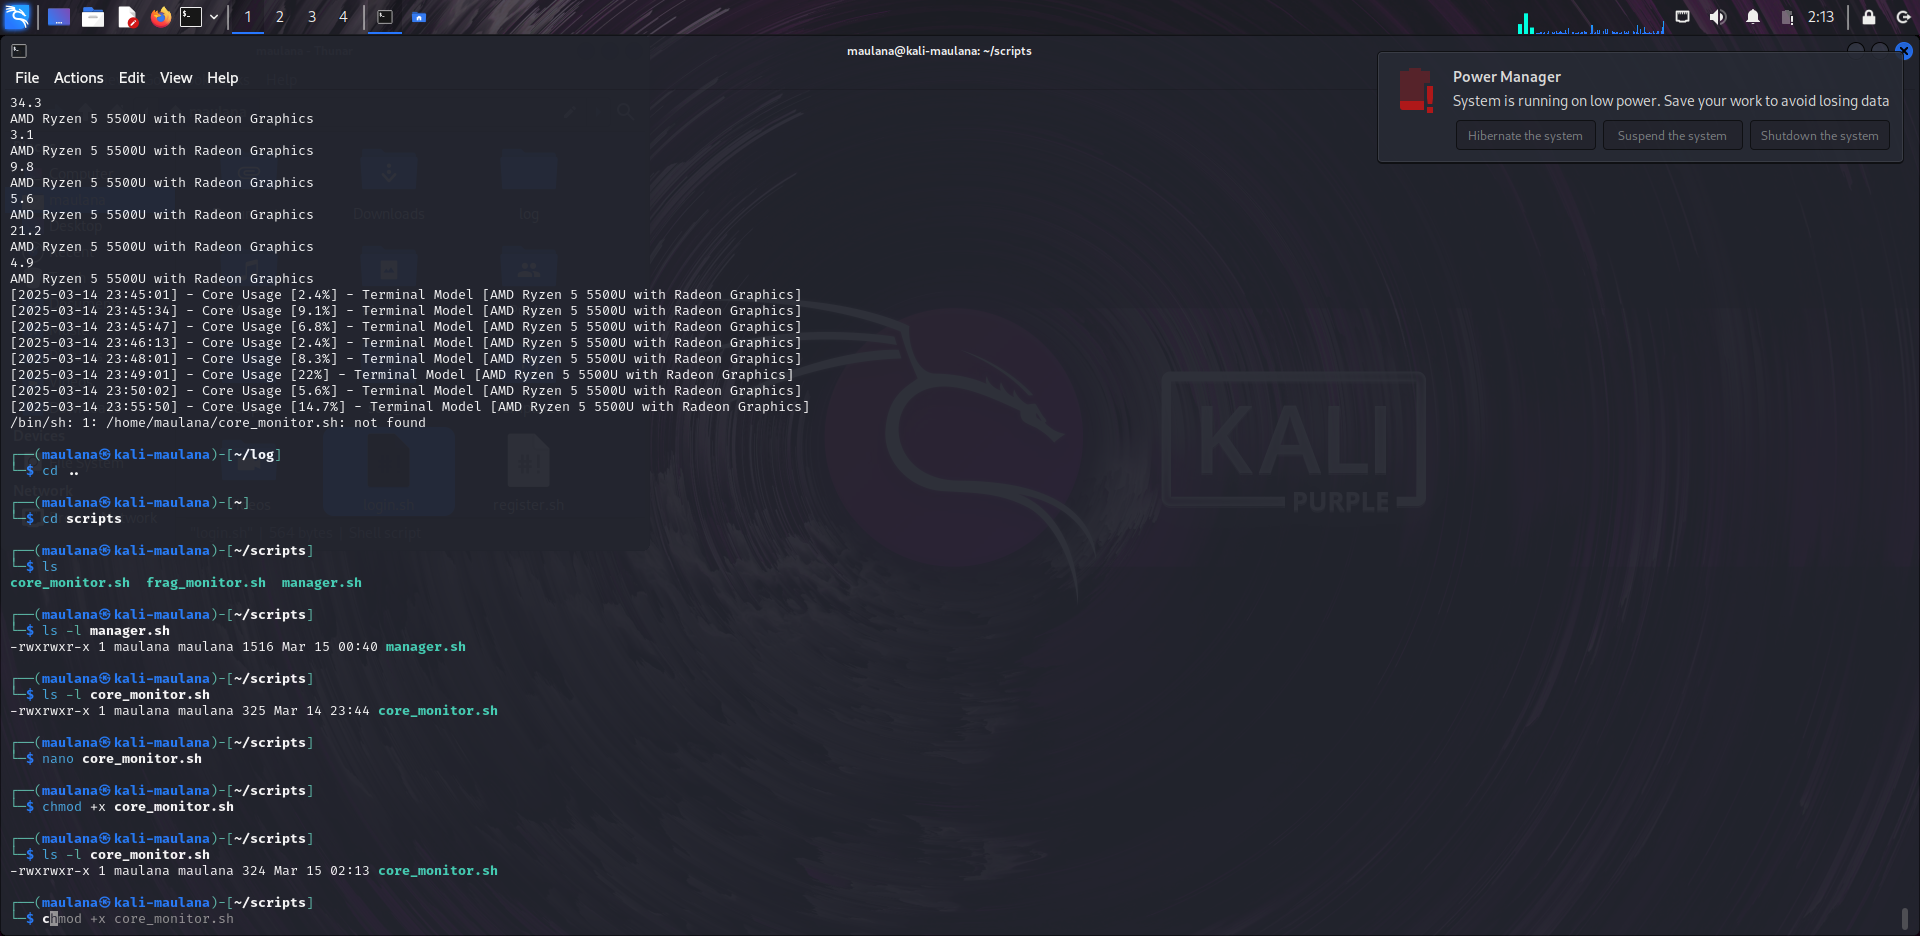 1 2 3 4
2:13
maulana@kali-maulana: ~/scripts
File Actions Edit View Help
Power Manager
System is running on low power. Save your work to avoid losing data
Hibernate the system Suspend the system Shutdown the system
34.3
AMD Ryzen 5 5500U with Radeon Graphics
3.1
AMD Ryzen 5 5500U with Radeon Graphics
9.8
AMD Ryzen 5 5500U with Radeon Graphics
5.6
AMD Ryzen 5 5500U with Radeon Graphics
21.2
AMD Ryzen 5 5500U with Radeon Graphics
4.9
AMD Ryzen 5 5500U with Radeon Graphics
[2025-03-14 23:45:01] - Core Usage [2.4%] - Terminal Model [AMD Ryzen 5 5500U with Radeon Graphics]
[2025-03-14 23:45:34] - Core Usage [9.1%] - Terminal Model [AMD Ryzen 5 5500U with Radeon Graphics]
[2025-03-14 23:45:47] - Core Usage [6.8%] - Terminal Model [AMD Ryzen 5 5500U with Radeon Graphics]
[2025-03-14 23:46:13] - Core Usage [2.4%] - Terminal Model [AMD Ryzen 5 5500U with Radeon Graphics]
[2025-03-14 23:48:01] - Core Usage [8.3%] - Terminal Model [AMD Ryzen 5 5500U with Radeon Graphics]
[2025-03-14 23:49:01] - Core Usage [22%] - Terminal Model [AMD Ryzen 5 5500U with Radeon Graphics]
[2025-03-14 23:50:02] - Core Usage [5.6%] - Terminal Model [AMD Ryzen 5 5500U with Radeon Graphics]
[2025-03-14 23:55:50] - Core Usage [14.7%] - Terminal Model [AMD Ryzen 5 5500U with Radeon Graphics]
/bin/sh: 1: /home/maulana/core_monitor.sh: not found
┌──(maulana㉿kali-maulana)-[~/log]
└─$ cd ..
┌──(maulana㉿kali-maulana)-[~]
└─$ cd scripts
┌──(maulana㉿kali-maulana)-[~/scripts]
└─$ ls
core_monitor.sh frag_monitor.sh manager.sh
┌──(maulana㉿kali-maulana)-[~/scripts]
└─$ ls -l manager.sh
-rwxrwxr-x 1 maulana maulana 1516 Mar 15 00:40 manager.sh
┌──(maulana㉿kali-maulana)-[~/scripts]
└─$ ls -l core_monitor.sh
-rwxrwxr-x 1 maulana maulana 325 Mar 14 23:44 core_monitor.sh
┌──(maulana㉿kali-maulana)-[~/scripts]
└─$ nano core_monitor.sh
┌──(maulana㉿kali-maulana)-[~/scripts]
└─$ chmod +x core_monitor.sh
┌──(maulana㉿kali-maulana)-[~/scripts]
└─$ ls -l core_monitor.sh
-rwxrwxr-x 1 maulana maulana 324 Mar 15 02:13 core_monitor.sh
┌──(maulana㉿kali-maulana)-[~/scripts]
└─$ chmod +x core_monitor.sh
KALI
PURPLE
Downloads
log
Desktop
Devices
Network
login.sh
register.sh